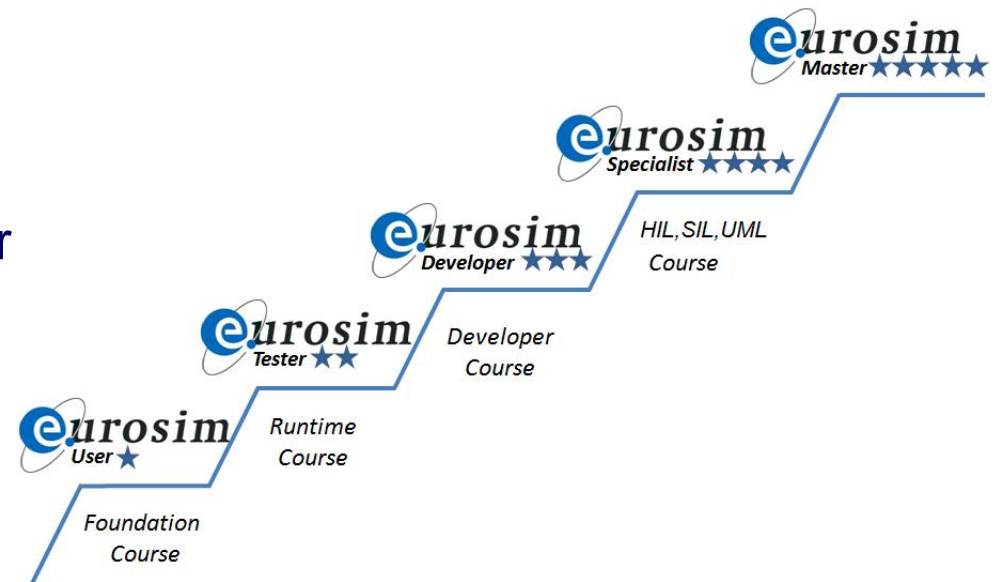 eurosim
Master ★★★★★
eurosim
Specialist ★★★★
HIL,SIL,UML
Course
r
eurosim
Developer ★★★
Developer
Course
eurosim
Tester ★★
Runtime
Course
eurosim
User ★
Foundation
Course